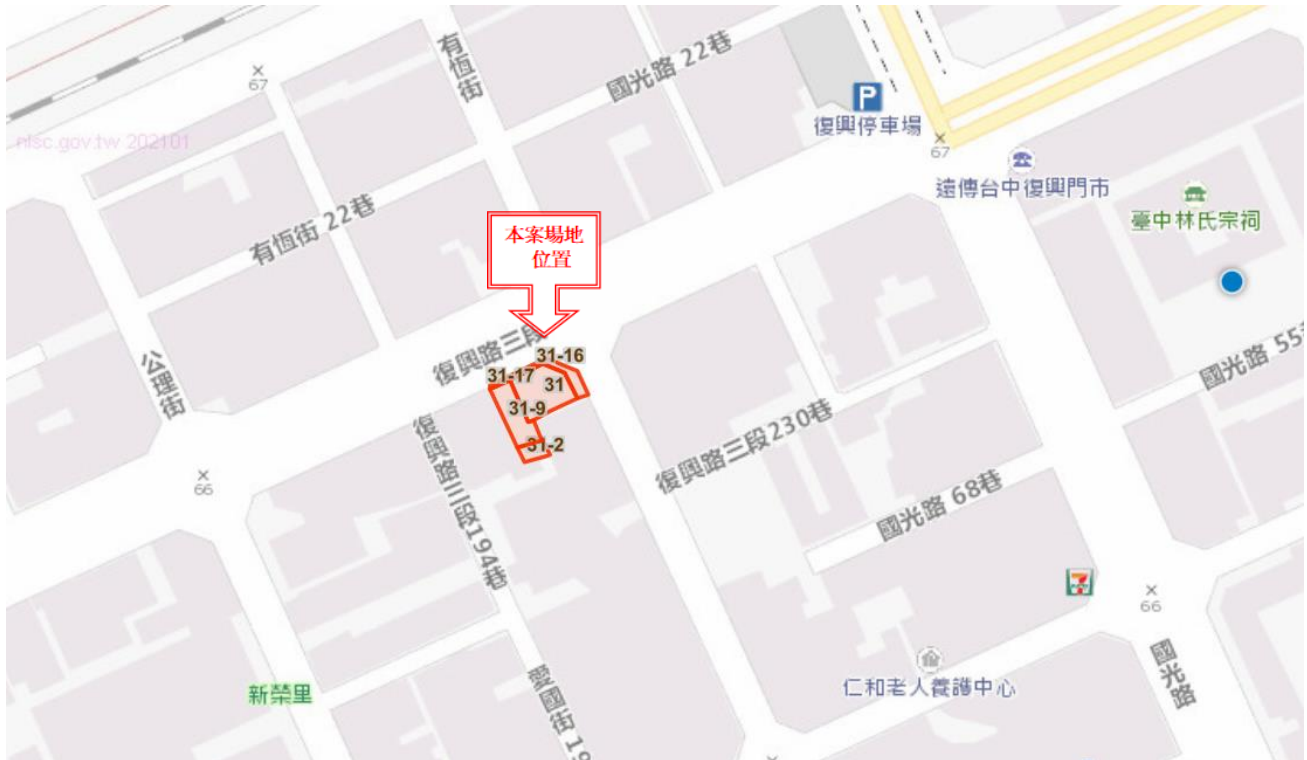 有恆街
國光路 22巷
67
nlsc.gov.tw 202101
P
復興停車場
67
遠傳台中復興門市
臺中林氏宗祠
有恆街 22巷
本案場地
位置
公理街
復興路三段
31-16
31-17
31
31-9
31-2
國光路 55
復興路三段194巷
復興路三段230巷
國光路 68巷
66
7
66
新榮里
愛國街 19
仁和老人養護中心
國光路